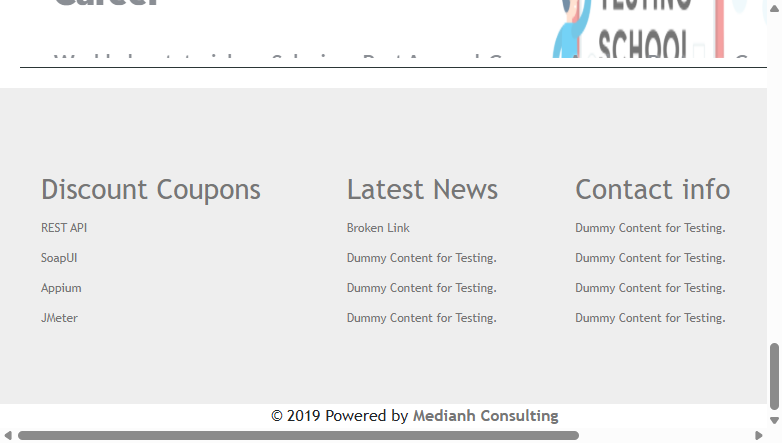 Career
TESTING
SCHOOL
Discount Coupons
REST API
SoapUI
Appium
JMeter
Latest News
Broken Link
Dummy Content for Testing.
Dummy Content for Testing.
Dummy Content for Testing.
Contact info
Dummy Content for Testing.
Dummy Content for Testing.
Dummy Content for Testing.
Dummy Content for Testing.
© 2019 Powered by Medianh Consulting